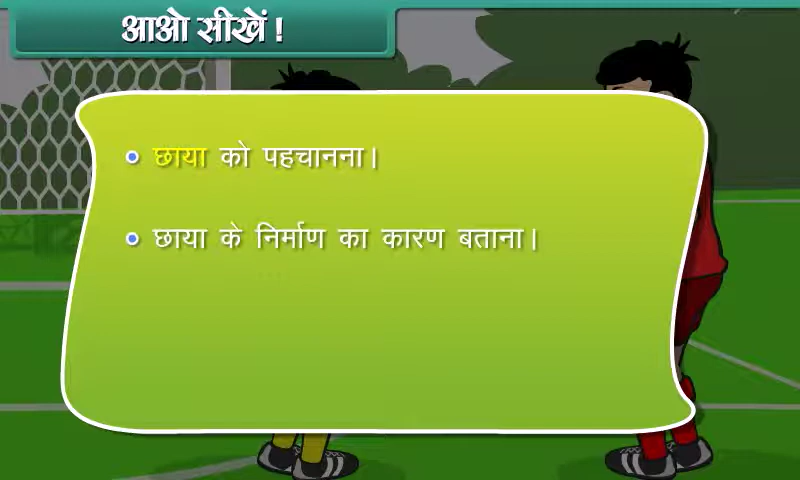 आओ सीखें!
छाया को पहचानना।
छाया के निर्माण का कारण बताना।